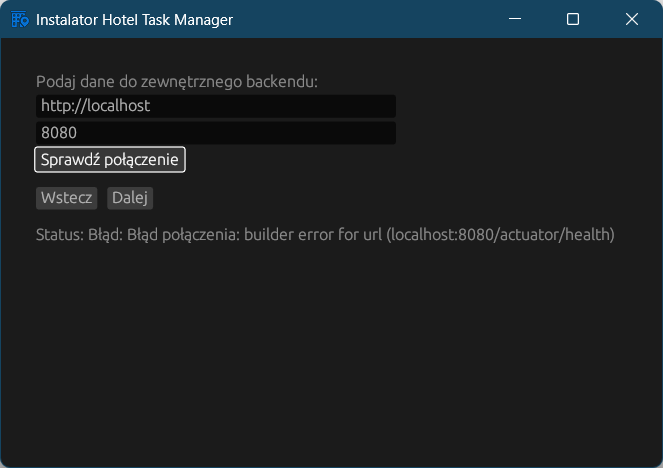 Instalator Hotel Task Manager
Podaj dane do zewnętrznego backendu:
http://localhost
8080
Sprawdź połączenie
Wstecz Dalej
Status: Błąd: Błąd połączenia: builder error for url (localhost:8080/actuator/health)